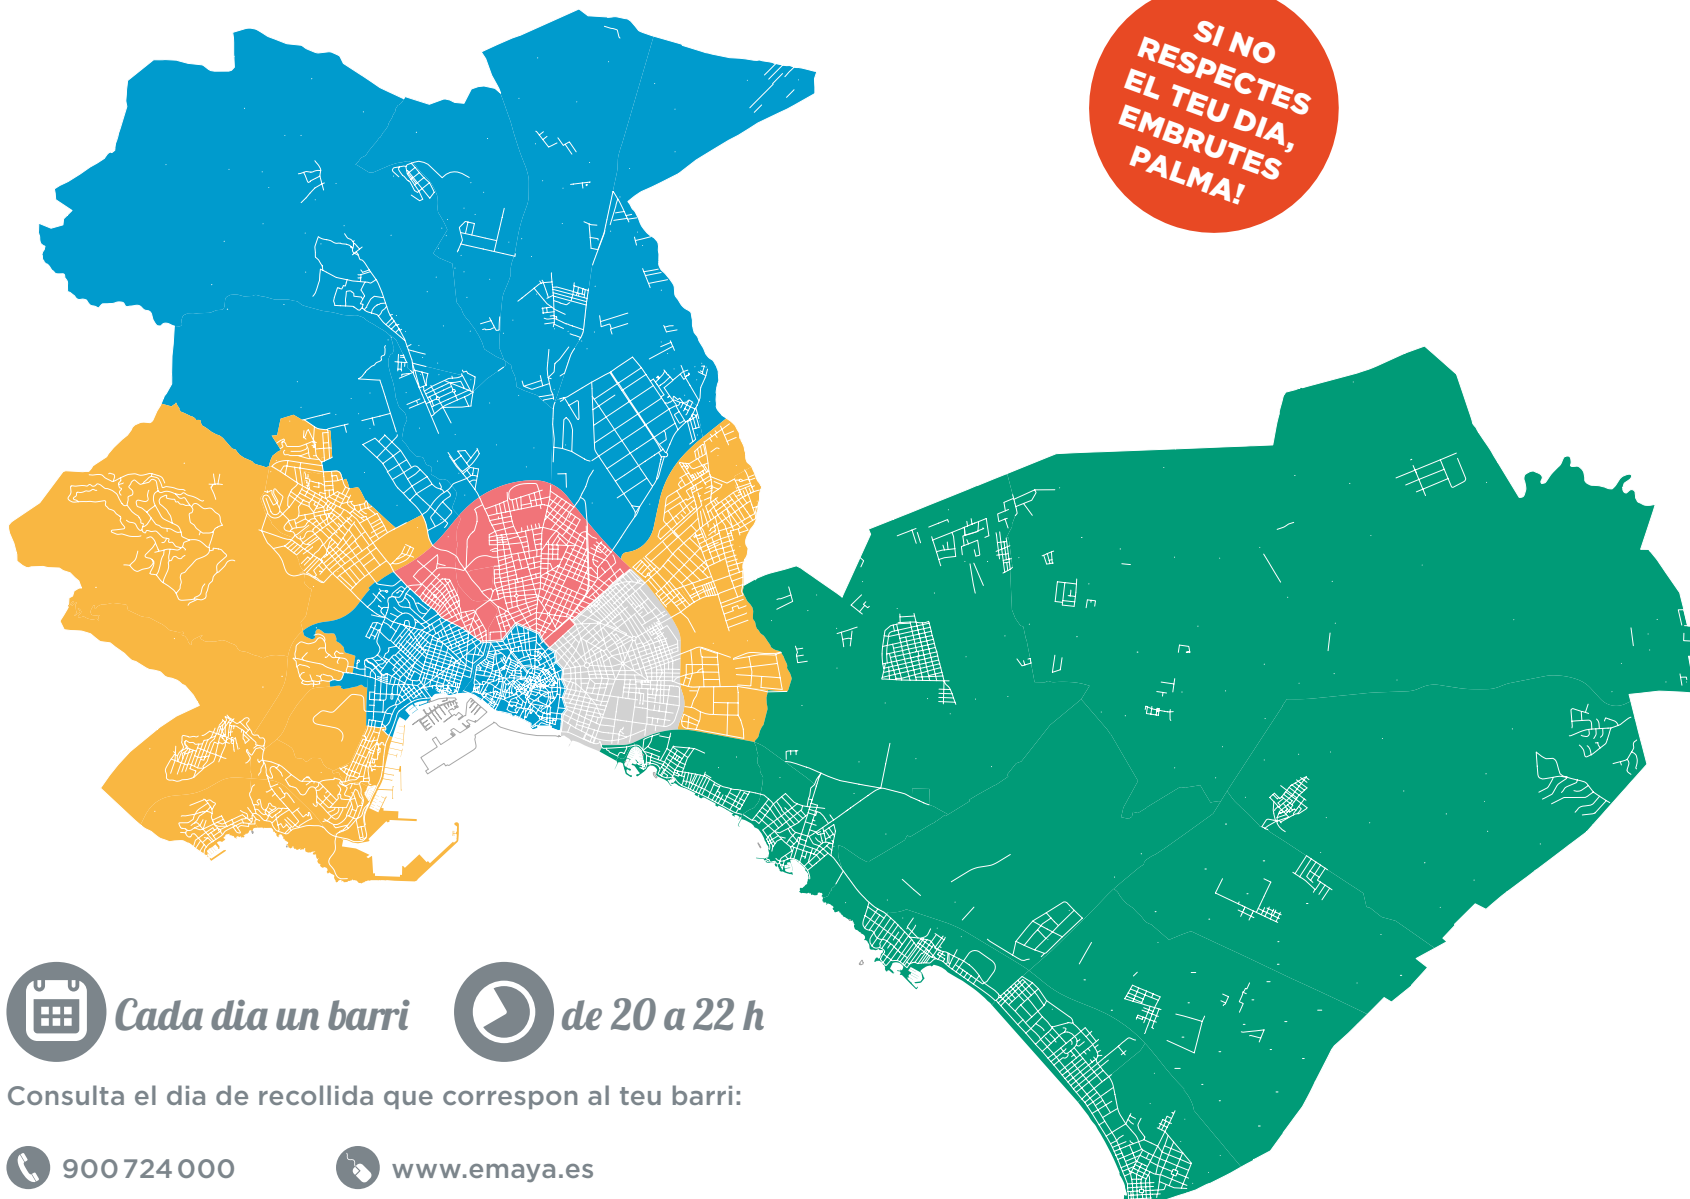 SI NO
RESPECTES
EL TEU DIA,
EMBRUTES
PALMA!
Cada dia un barri
de 20 a 22 h
Consulta el dia de recollida que correspon al teu barri:
900 724 000
www.emaya.es